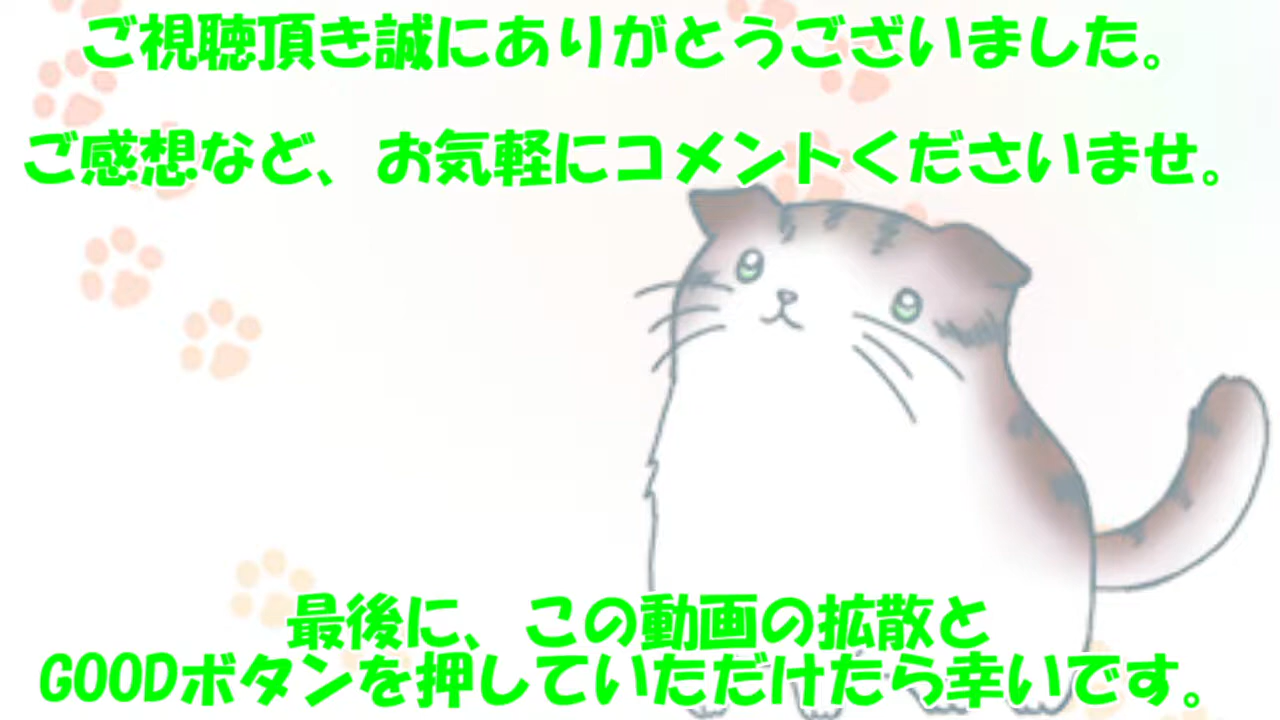 ご視聴頂き誠にありがとうございました。
ご感想など、お気軽にコメントくださいませ。
最後に、この動画の拡散と
GOODボタンを押していただけたら幸いです。